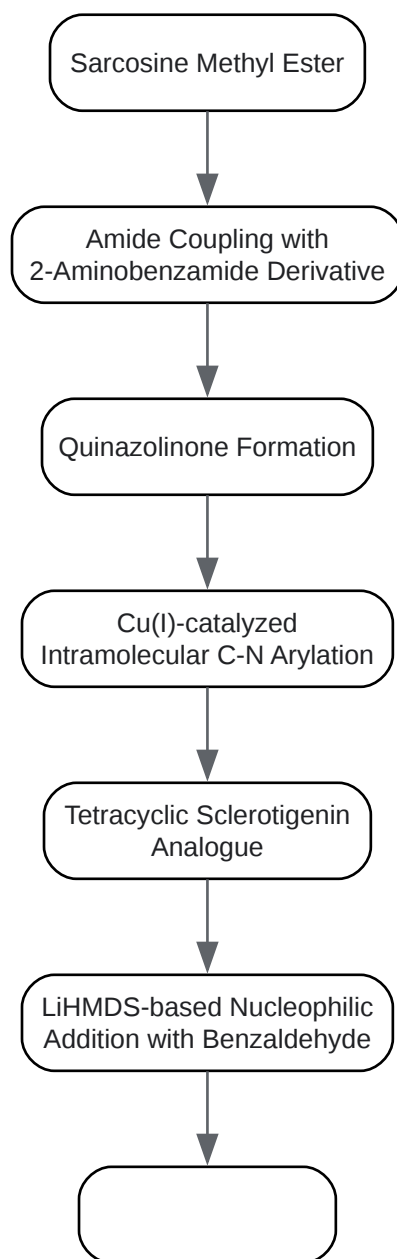 Sarcosine Methyl Ester
Amide Coupling with
2-Aminobenzamide Derivative
Quinazolinone Formation
Cu(I)-catalyzed
Intramolecular C-N Arylation
Tetracyclic Sclerotigenin
Analogue
LiHMDS-based Nucleophilic
Addition with Benzaldehyde